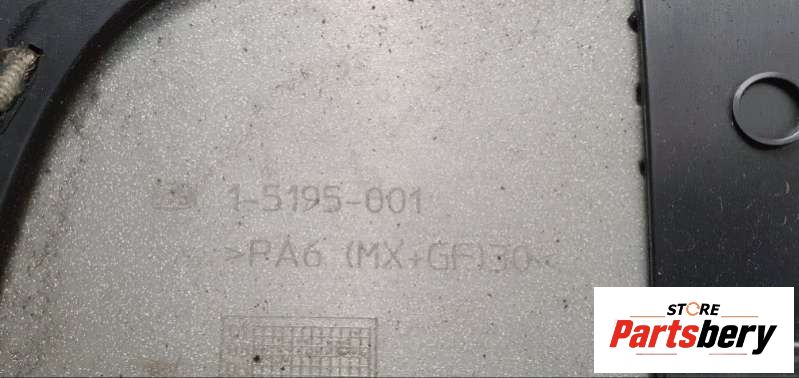 1-5195-001
>PA6 (MX+GF)30<
STORE
Partsbery